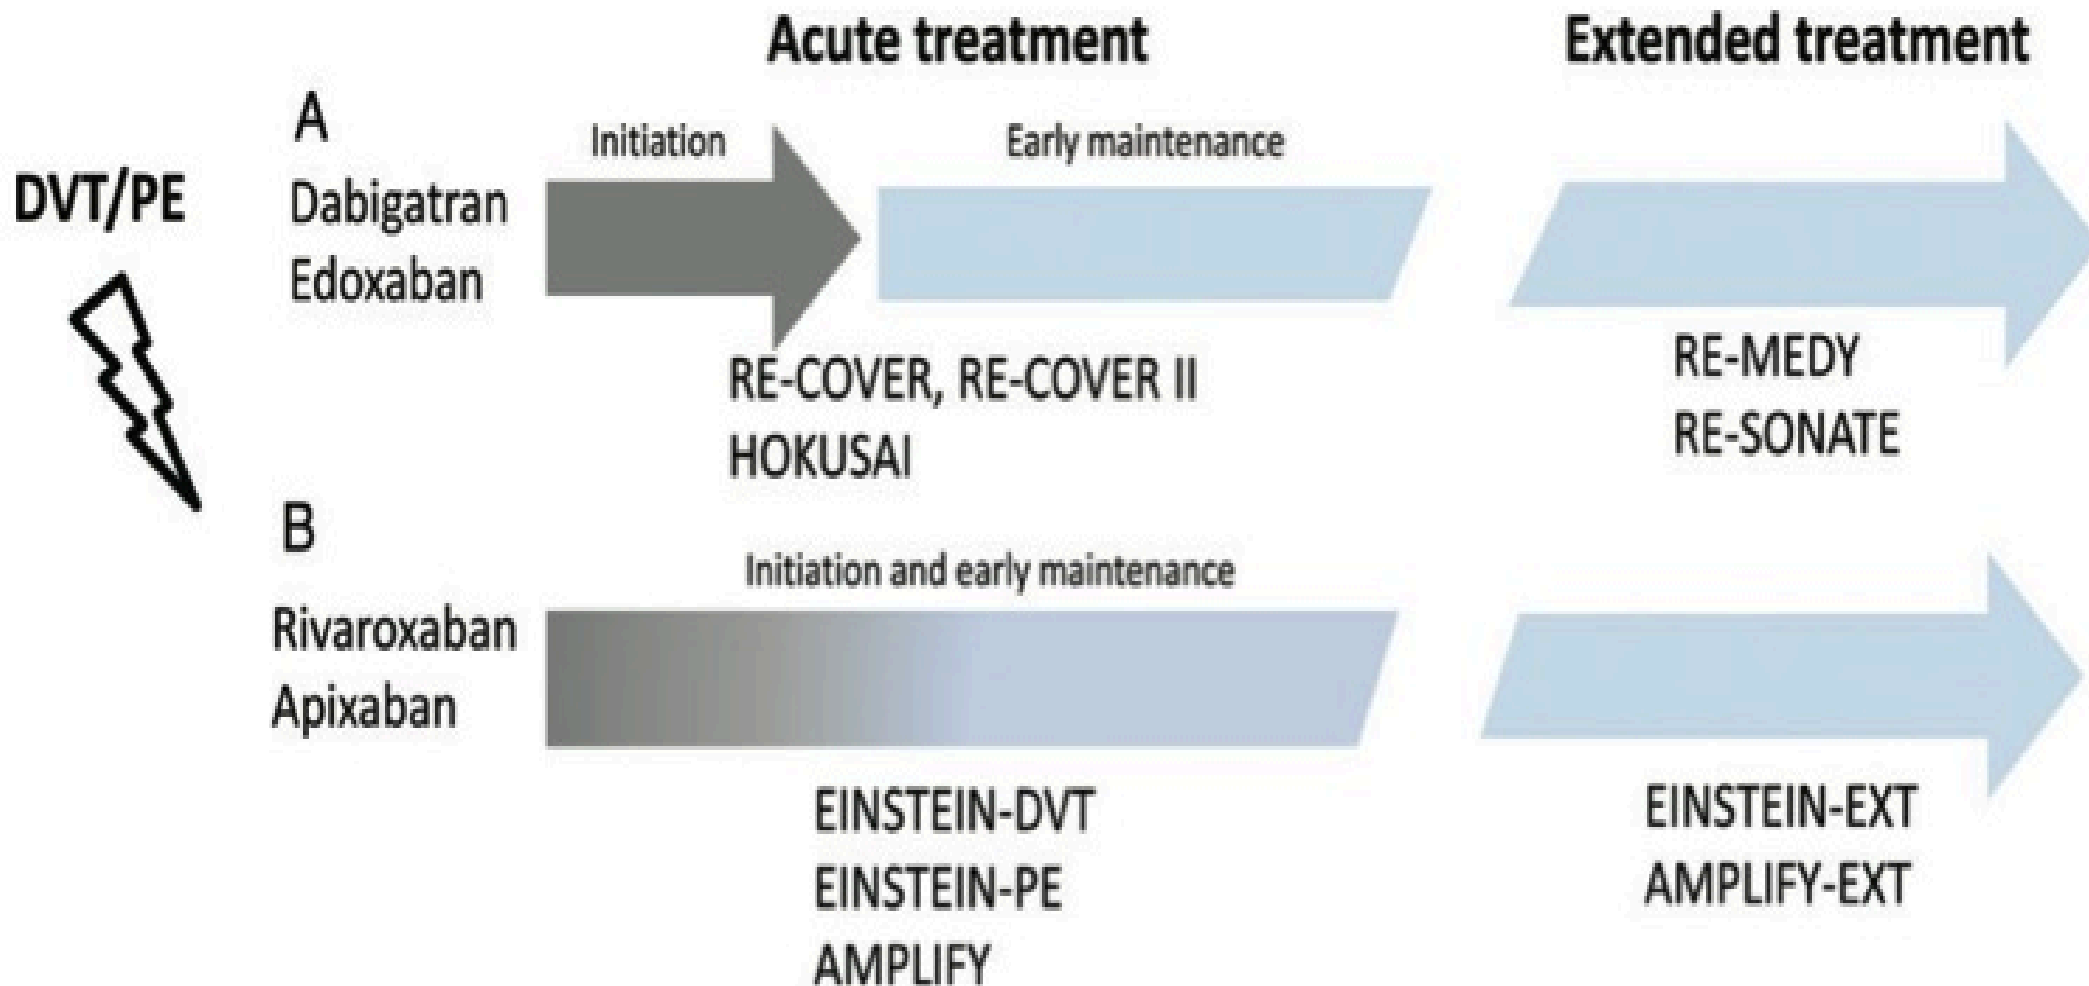 Acute treatment
Extended treatment
A
Initiation
Early maintenance
DVT/PE
Dabigatran
Edoxaban
RE-COVER, RE-COVER II
HOKUSAI
RE-MEDY
RE-SONATE
B
Initiation and early maintenance
Rivaroxaban
Apixaban
EINSTEIN-DVT
EINSTEIN-PE
AMPLIFY
EINSTEIN-EXT
AMPLIFY-EXT